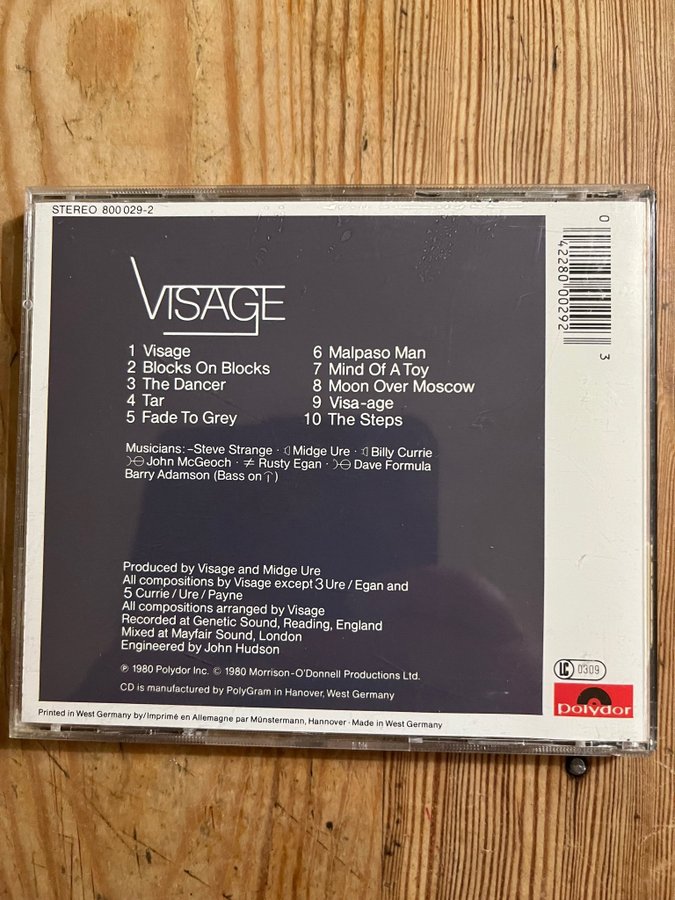 STEREO 800 029-2
VISAGE
1 Visage
2 Blocks On Blocks
3 The Dancer
4 Tar
5 Fade To Grey
6 Malpaso Man
7 Mind Of A Toy
8 Moon Over Moscow
9 Visa-age
10 The Steps
Musicians: –Steve Strange · Midge Ure · Billy Currie
John McGeoch · ≠ Rusty Egan · Dave Formula
Barry Adamson (Bass on )
Produced by Visage and Midge Ure
All compositions by Visage except 3 Ure / Egan and
5 Currie / Ure / Payne
All compositions arranged by Visage
Recorded at Genetic Sound, Reading, England
Mixed at Mayfair Sound, London
Engineered by John Hudson
℗ 1980 Polydor Inc. © 1980 Morrison-O'Donnell Productions Ltd.
CD is manufactured by PolyGram in Hanover, West Germany
Printed in West Germany by/Imprimé en Allemagne par Münstermann, Hannover · Made in West Germany
0 42280 00292 3
LC 0309
polydor